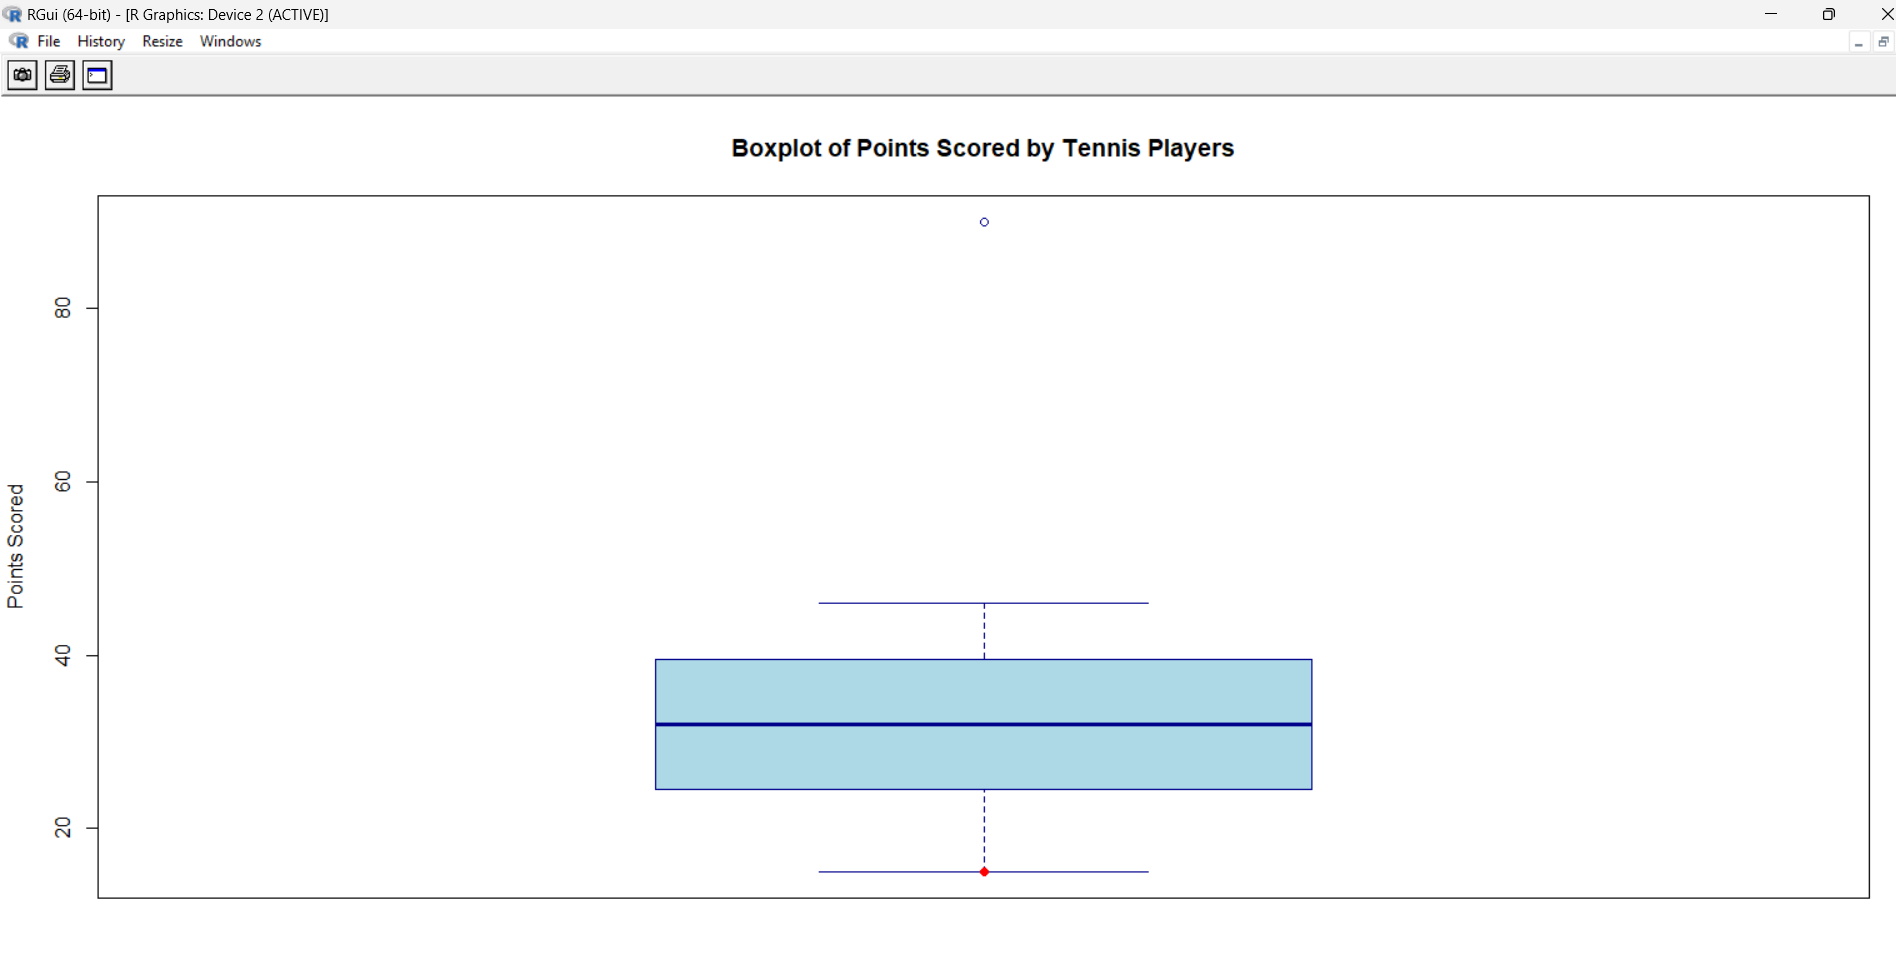 RGui (64-bit) - [R Graphics: Device 2 (ACTIVE)]
File History Resize Windows
Boxplot of Points Scored by Tennis Players
Points Scored
80
60
40
20